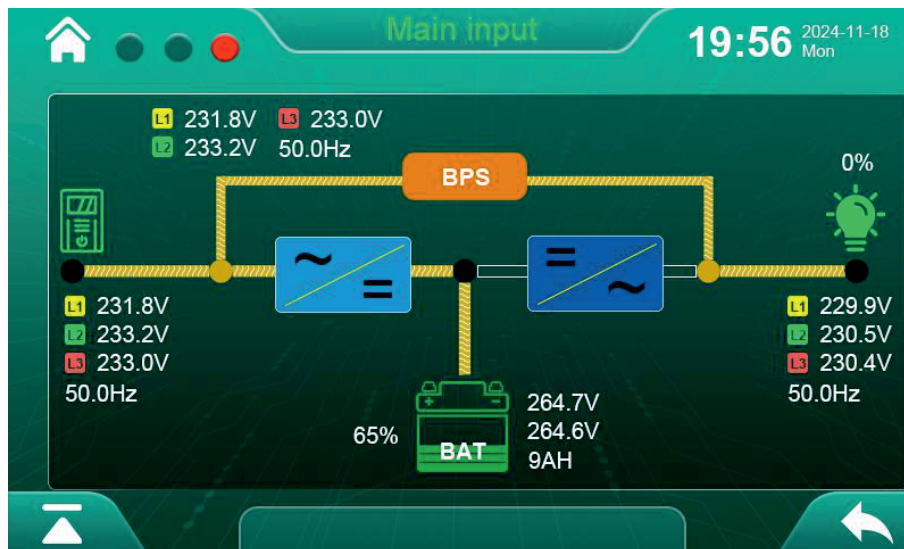 Main input
19:56 2024-11-18
Mon
L1 231.8V L3 233.0V
L2 233.2V 50.0Hz
BPS
0%
L1 231.8V
L2 233.2V
L3 233.0V
50.0Hz
L1 229.9V
L2 230.5V
L3 230.4V
50.0Hz
65%
BAT
264.7V
264.6V
9AH